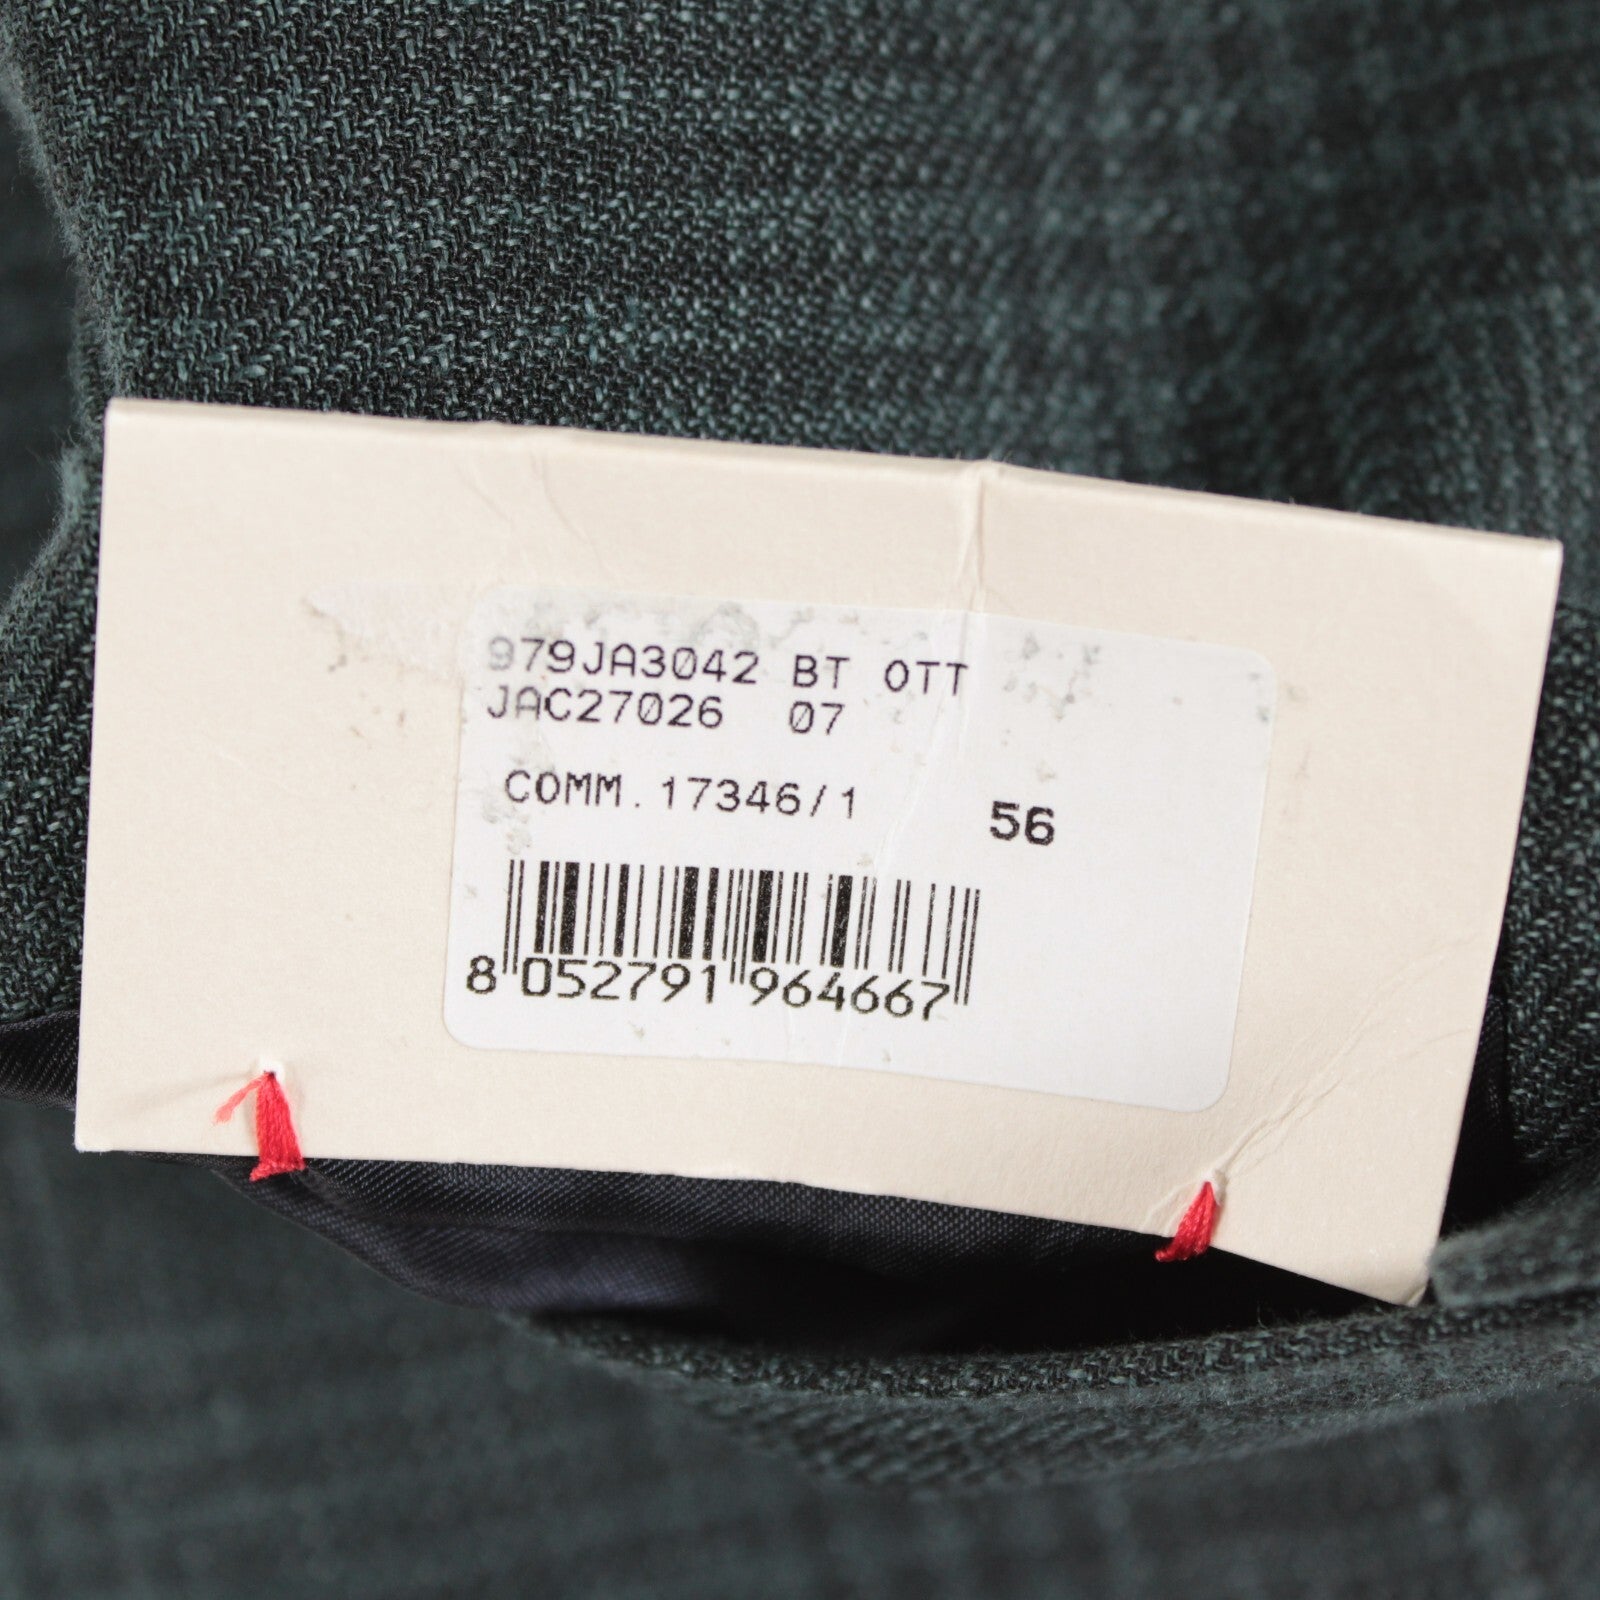 979JA3042 BT OTT
JAC27026 07
COMM.17346/1
56
8 052791 964667